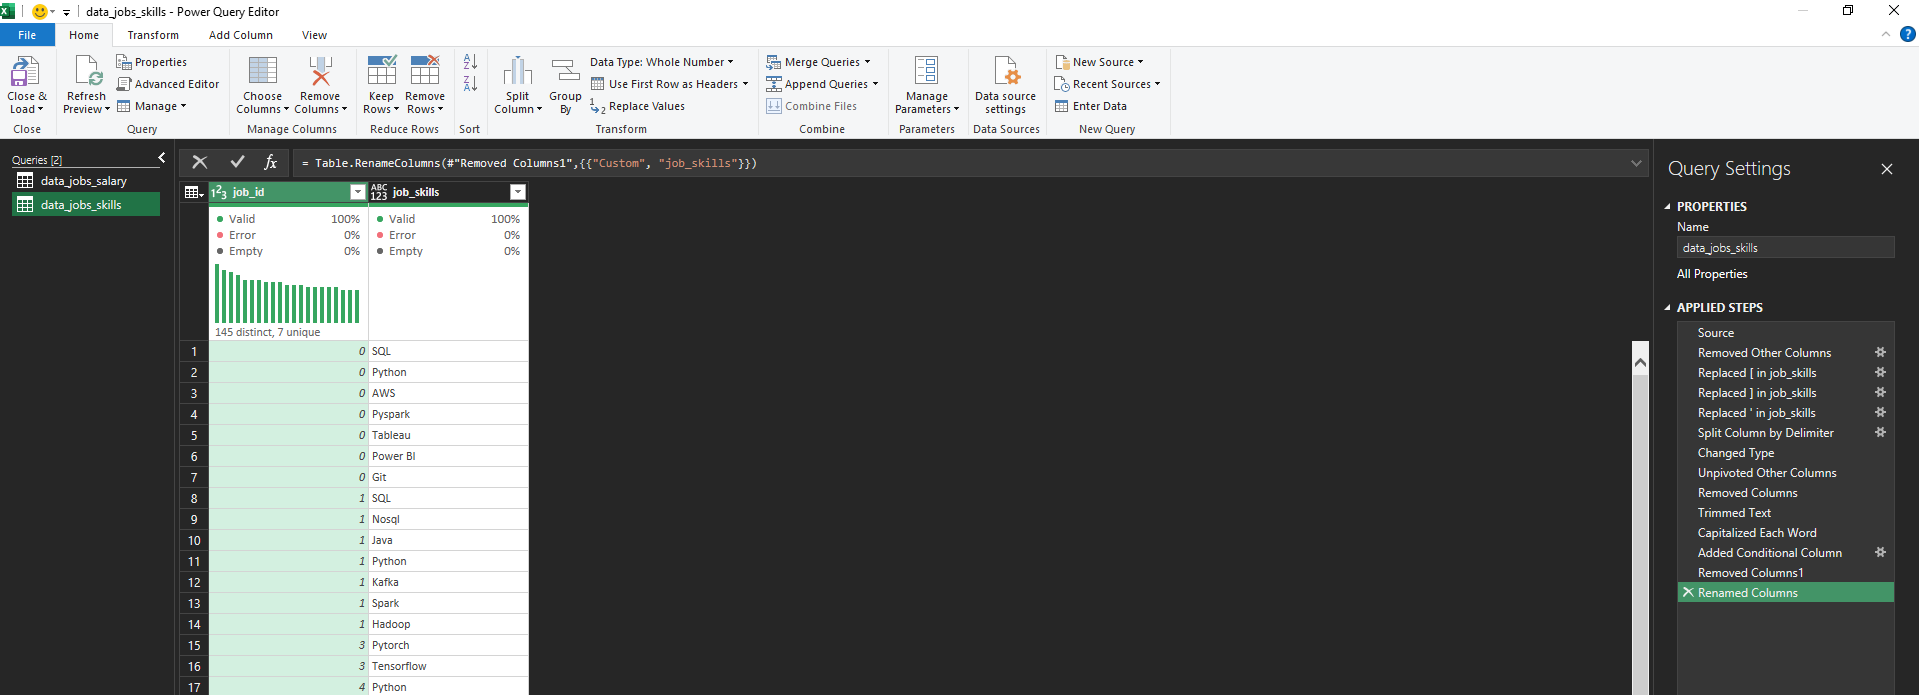 data_jobs_skills - Power Query Editor
File Home Transform Add Column View
Close & Load
Close
Refresh Preview
Properties
Advanced Editor
Manage
Query
Choose Columns
Remove Columns
Manage Columns
Keep Rows
Remove Rows
Reduce Rows
Sort
Split Column
Group By
Data Type: Whole Number
Use First Row as Headers
Replace Values
Transform
Merge Queries
Append Queries
Combine Files
Combine
Manage Parameters
Parameters
Data source settings
Data Sources
New Source
Recent Sources
Enter Data
New Query
Queries [2]
data_jobs_salary
data_jobs_skills
= Table.RenameColumns(#"Removed Columns1",{{"Custom", "job_skills"}})
job_id job_skills
Valid 100% Valid 100%
Error 0% Error 0%
Empty 0% Empty 0%
145 distinct, 7 unique
1 0 SQL
2 0 Python
3 0 AWS
4 0 Pyspark
5 0 Tableau
6 0 Power BI
7 0 Git
8 1 SQL
9 1 Nosql
10 1 Java
11 1 Python
12 1 Kafka
13 1 Spark
14 1 Hadoop
15 3 Pytorch
16 3 Tensorflow
17 4 Python
Query Settings
PROPERTIES
Name
data_jobs_skills
All Properties
APPLIED STEPS
Source
Removed Other Columns
Replaced [ in job_skills
Replaced ] in job_skills
Replaced ' in job_skills
Split Column by Delimiter
Changed Type
Unpivoted Other Columns
Removed Columns
Trimmed Text
Capitalized Each Word
Added Conditional Column
Removed Columns1
Renamed Columns